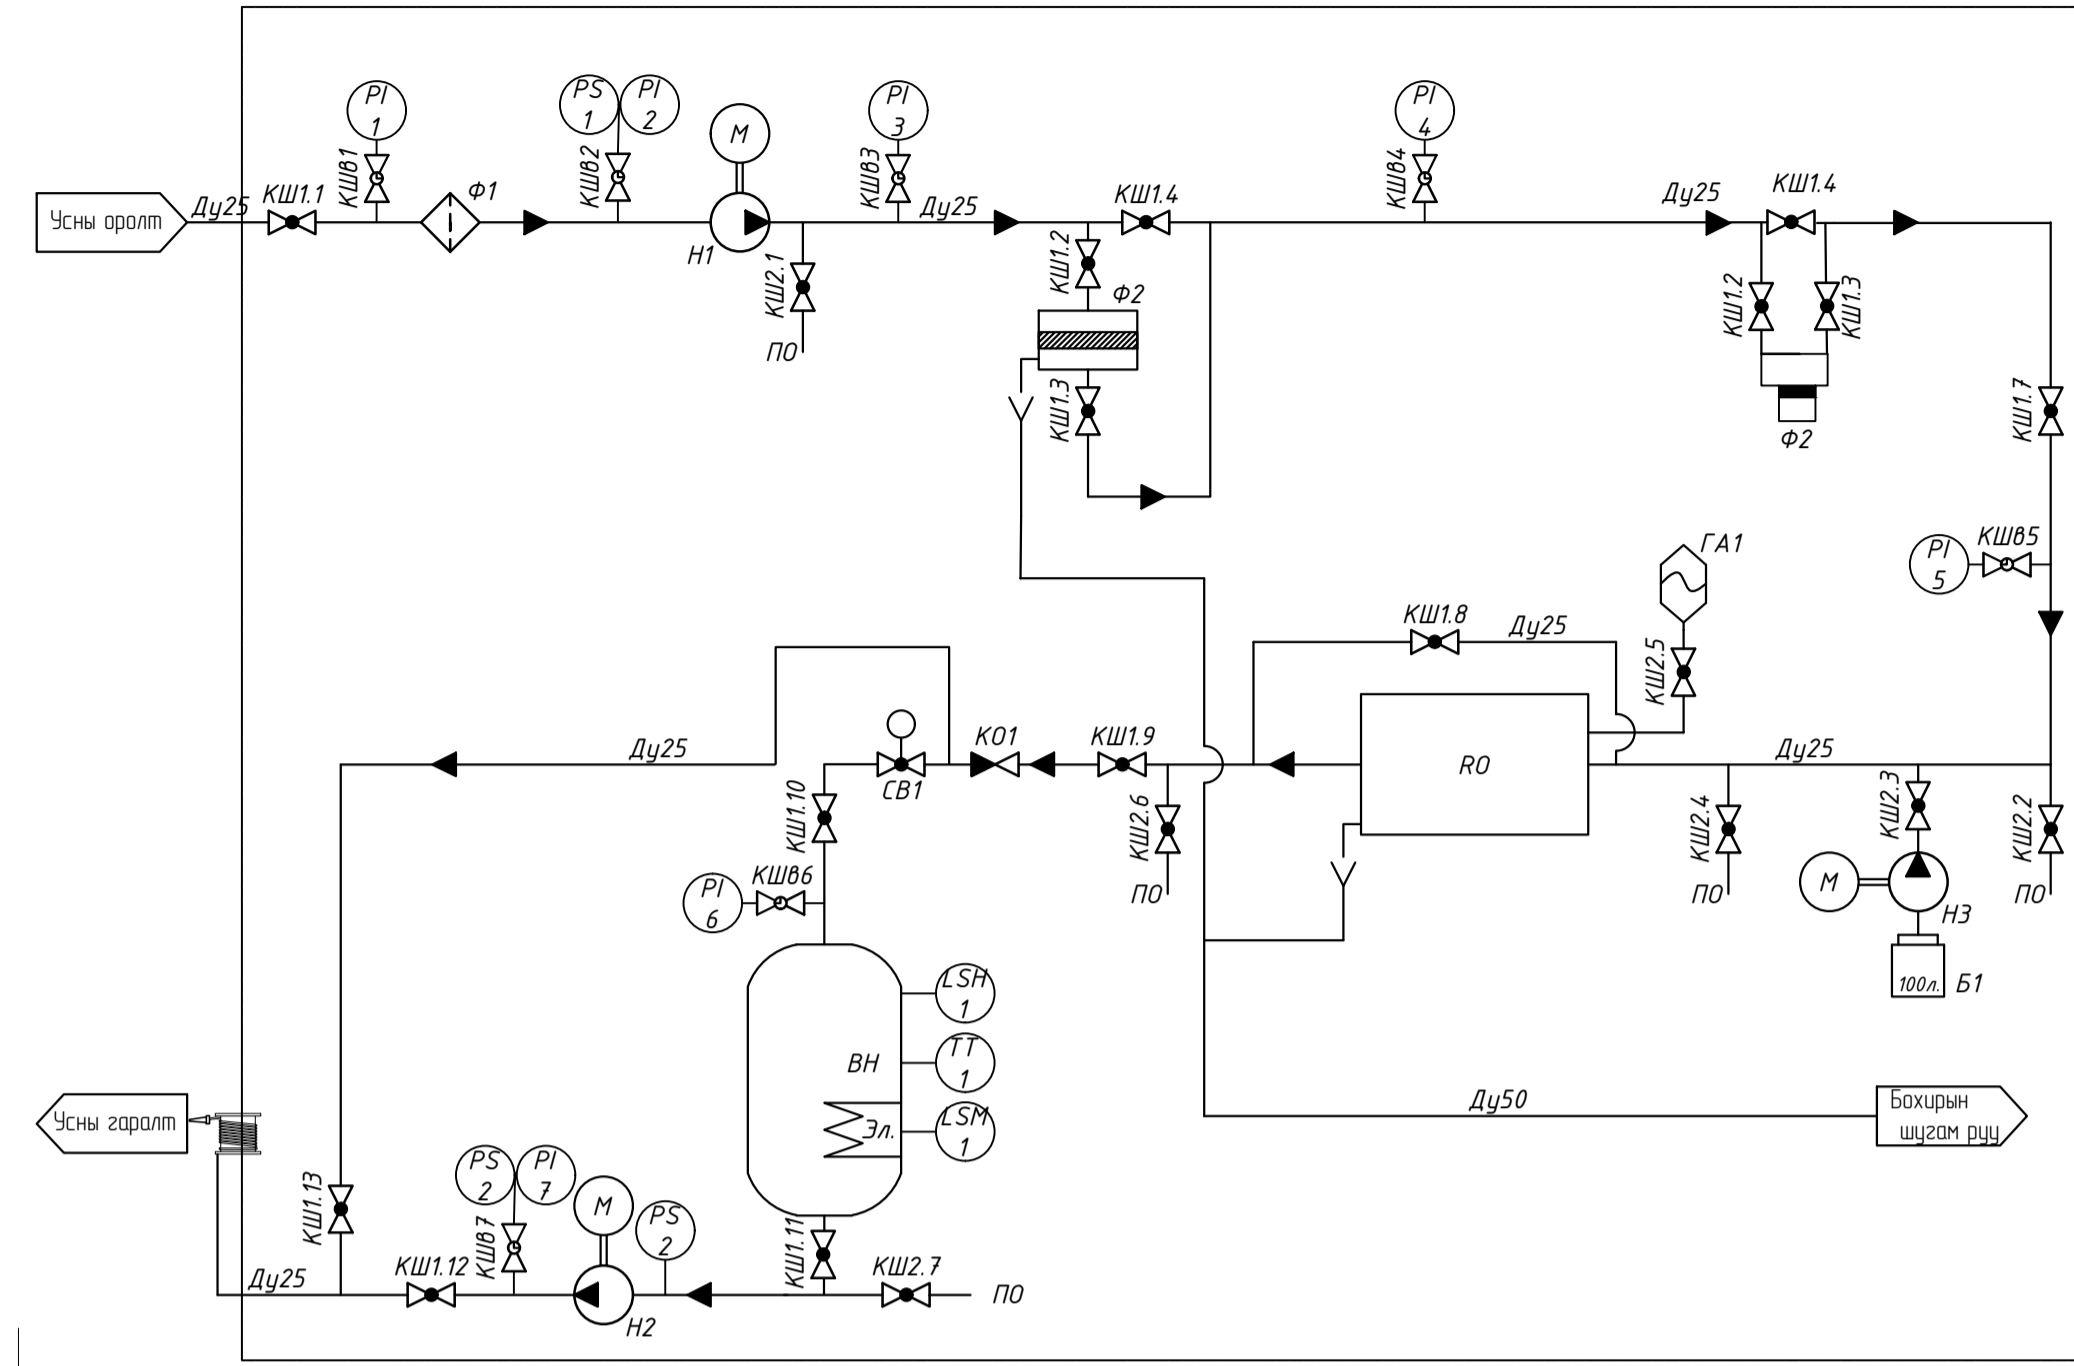 PI
1
PS
1
PI
2
M
PI
3
PI
4
КШв1
КШв2
КШв3
КШв4
Усны оролт
Ду25
КШ1.1
Ф1
Н1
Ду25
КШ1.4
Ду25
КШ1.4
КШ2.1
ПО
КШ1.2
Ф2
КШ1.3
КШ1.2
КШ1.3
Ф2
КШ1.7
PI
5
КШв5
ГА1
КШ1.8
Ду25
КШ2.5
Ду25
СВ1
КО1
КШ1.9
RO
Ду25
КШ1.10
КШ2.6
ПО
КШ2.4
ПО
КШ2.3
КШ2.2
ПО
M
Н3
100л.
Б1
PI
6
КШв6
LSH
1
ВН
TT
1
Эл.
LSM
1
Ду50
Бохирын
шугам руу
Усны гаралт
КШ1.13
PS
2
PI
7
КШв7
M
PS
2
КШ1.11
Ду25
КШ1.12
Н2
КШ2.7
ПО